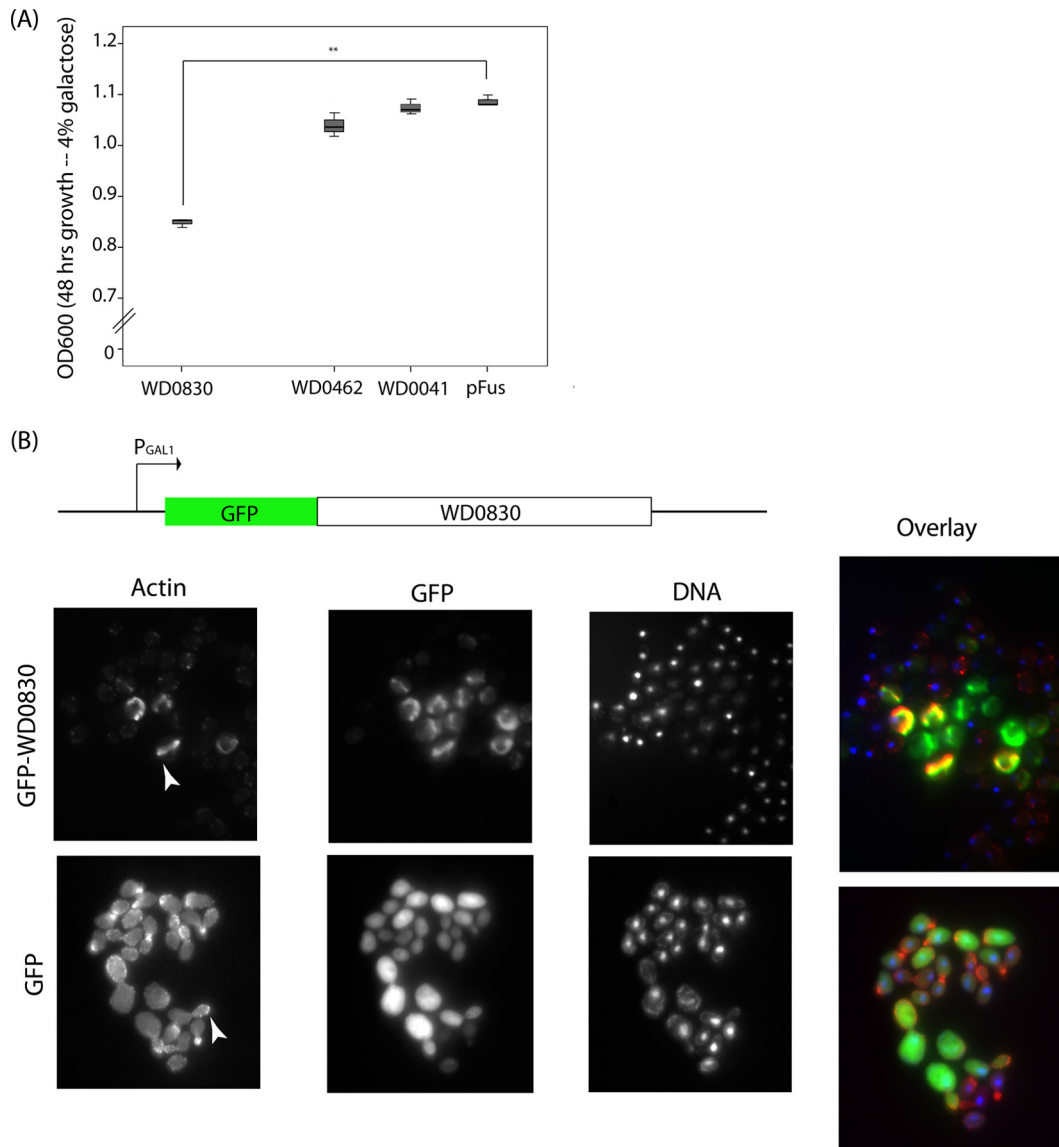 (A)
OD600 (48 hrs growth -- 4% galactose)
1.2
1.1
1.0
0.9
0.8
0.7
0
**
WD0830 WD0462 WD0041 pFus
(B)
PGAL1
GFP WD0830
Overlay
Actin GFP DNA
GFP-WD0830
6
GFP